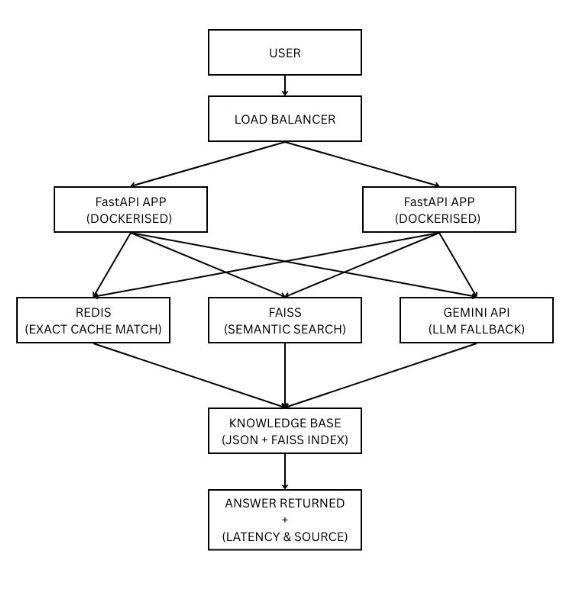 USER
LOAD BALANCER
FastAPI APP
(DOCKERISED)
FastAPI APP
(DOCKERISED)
REDIS
(EXACT CACHE MATCH)
FAISS
(SEMANTIC SEARCH)
GEMINI API
(LLM FALLBACK)
KNOWLEDGE BASE
(JSON + FAISS INDEX)
ANSWER RETURNED
+
(LATENCY & SOURCE)